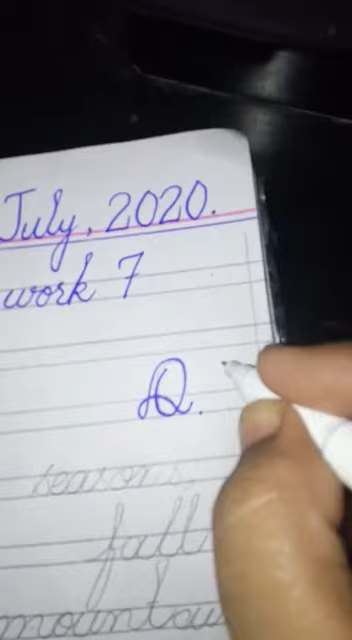 July, 2020.
work 7
Q.
seasons,
fall